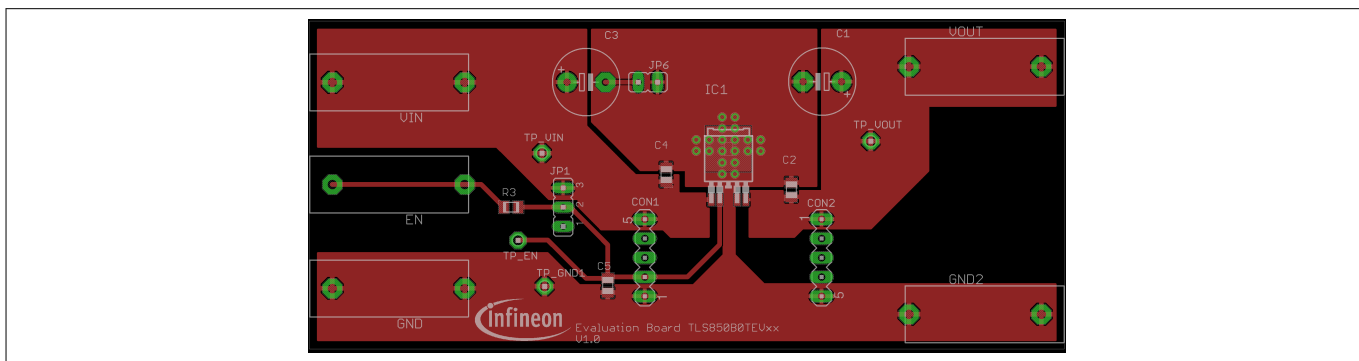 C3
C1
VOUT
JP6
IC1
VIN
TP_VIN
TP_VOUT
C4
C2
JP1
3
2
1
R3
EN
CON1
5
CON2
1
TP_EN
C5
TP_GND1
1
5
GND2
GND
infineon
Evaluation Board TLS850B0TEVxx
V1.0
+
+